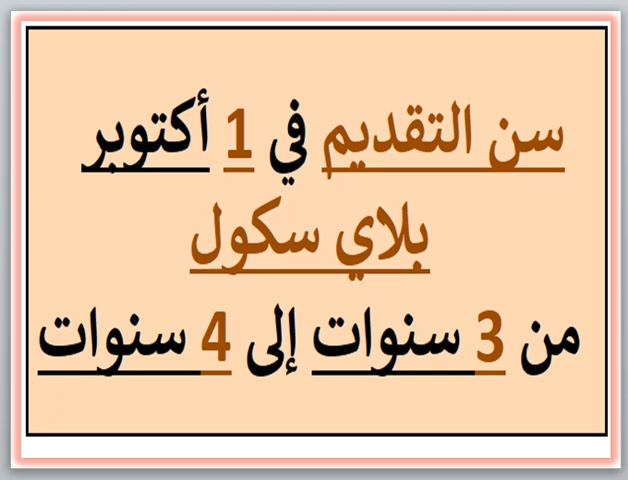 سن التقديم في 1 أكتوبر
بلاي سكول
من 3 سنوات إلى 4 سنوات